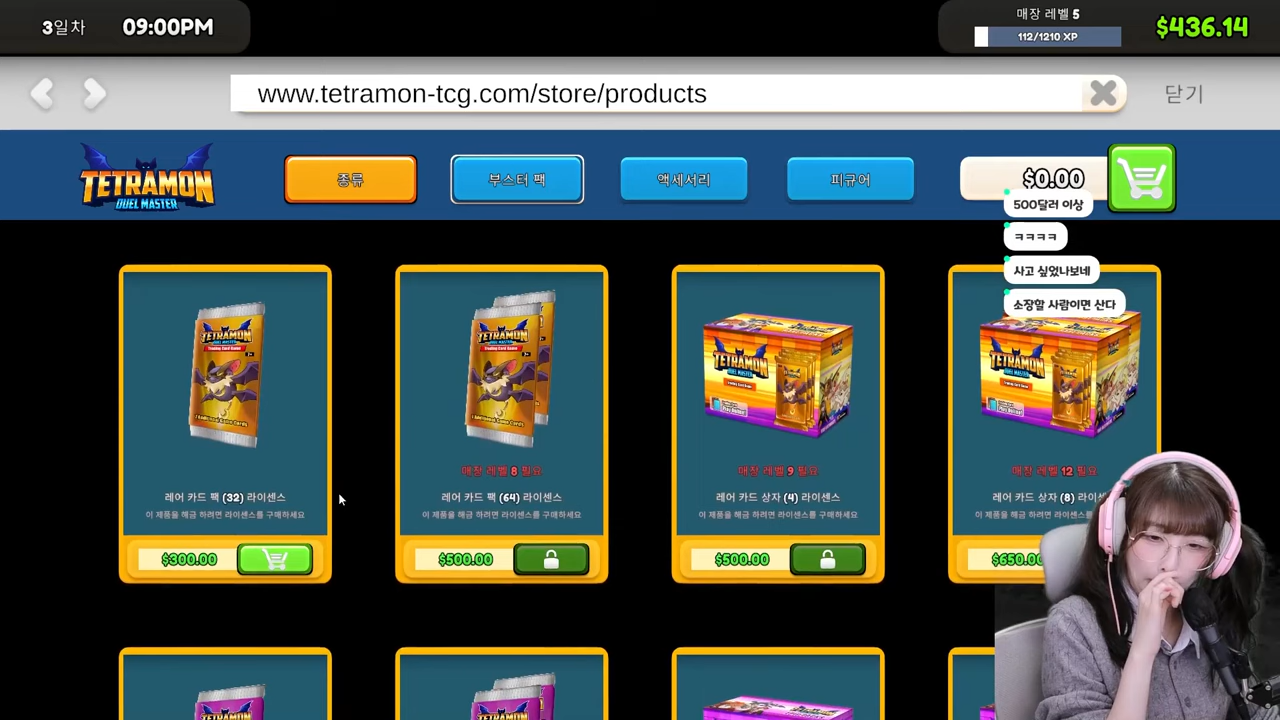 3일차
09:00PM
매장 레벨 5
112/1210 XP
$436.14
www.tetramon-tcg.com/store/products
닫기
TETRAMON
DUEL MASTER
종류
부스터 팩
액세서리
피규어
$0.00
500달러 이상
ㅋㅋㅋㅋ
사고 싶었나보네
소장할 사람이면 산다
TETRAMON
TETRAMON
TETRAMON
TETRAMON
매장 레벨 8 필요
매장 레벨 9 필요
매장 레벨 12 필요
레어 카드 팩 (32) 라이센스
레어 카드 팩 (64) 라이센스
레어 카드 상자 (4) 라이센스
레어 카드 상자 (8)
이 제품을 해금 하려면 라이센스를 구매하세요
이 제품을 해금 하려면 라이센스를 구매하세요
이 제품을 해금 하려면 라이센스를 구매하세요
이 제품을 해금 하려면 라이센스를
$300.00
$500.00
$500.00
$650.00